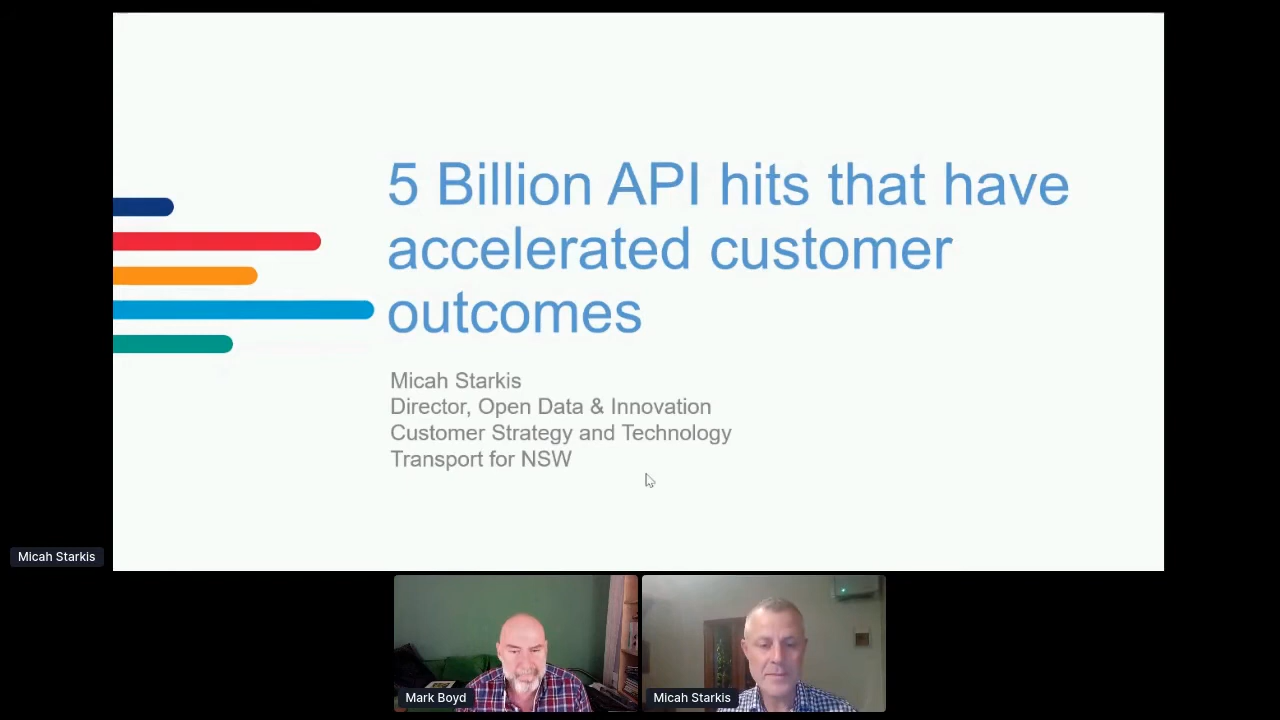 5 Billion API hits that have
accelerated customer
outcomes
Micah Starkis
Director, Open Data & Innovation
Customer Strategy and Technology
Transport for NSW
Micah Starkis
Mark Boyd
Micah Starkis